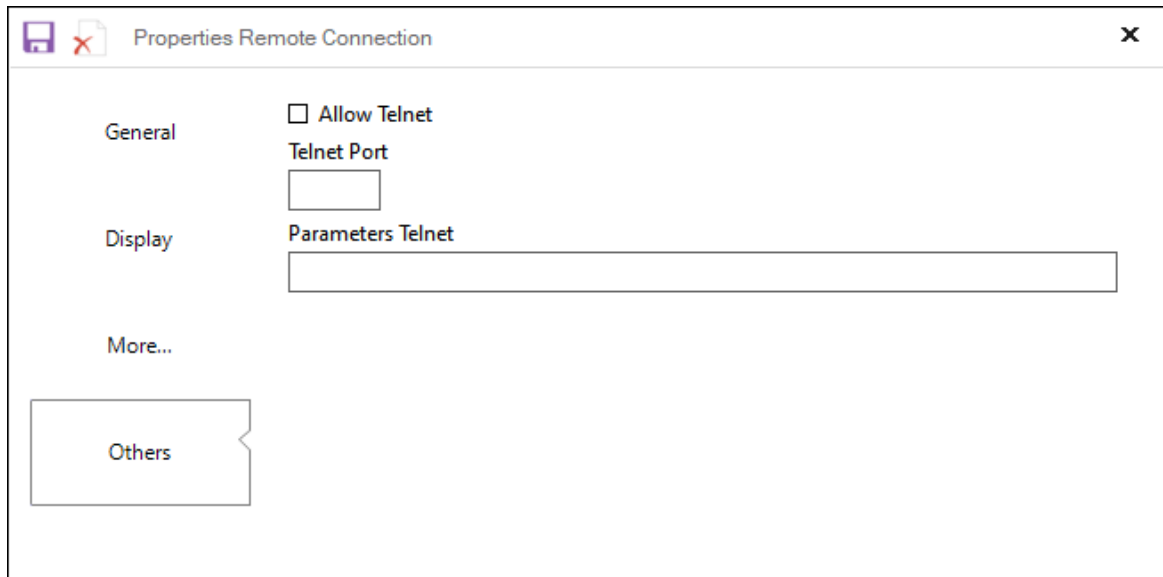 Properties Remote Connection
General
Allow Telnet
Telnet Port
Display
Parameters Telnet
More...
Others